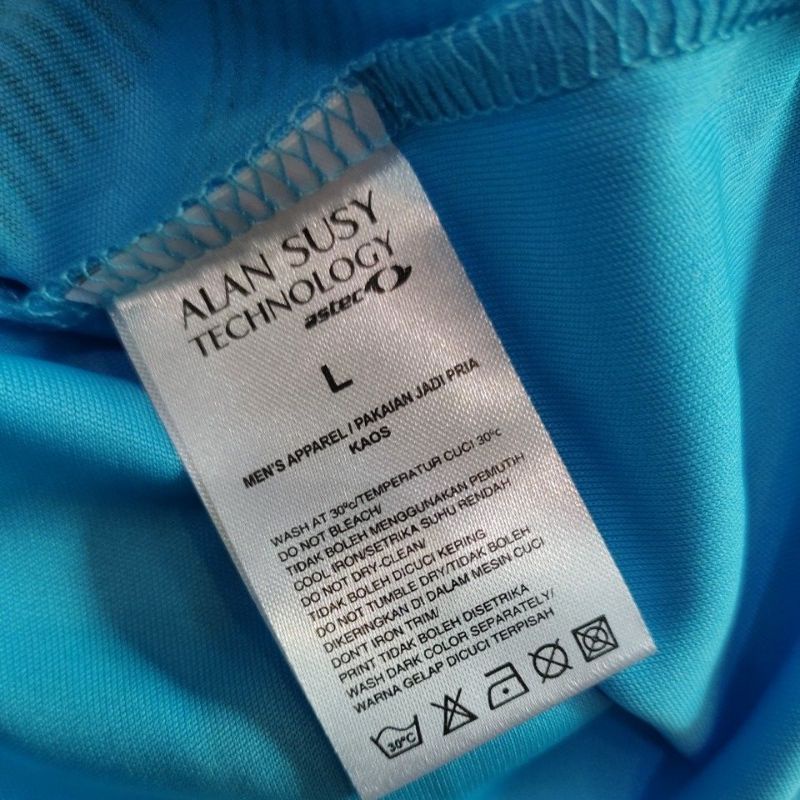 ALAN SUSY
TECHNOLOGY
astec
L
MEN'S APPAREL / PAKAIAN JADI PRIA
KAOS
WASH AT 30°c/TEMPERATUR CUCI 30°c
DO NOT BLEACH/
TIDAK BOLEH MENGGUNAKAN PEMUTIH
COOL IRON/SETRIKA SUHU RENDAH
DO NOT DRY-CLEAN/
TIDAK BOLEH DICUCI KERING
DO NOT TUMBLE DRY/TIDAK BOLEH
DIKERINGKAN DI DALAM MESIN CUCI
DONT IRON TRIM/
PRINT TIDAK BOLEH DISETRIKA
WASH DARK COLOR SEPARATELY/
WARNA GELAP DICUCI TERPISAH
30°C